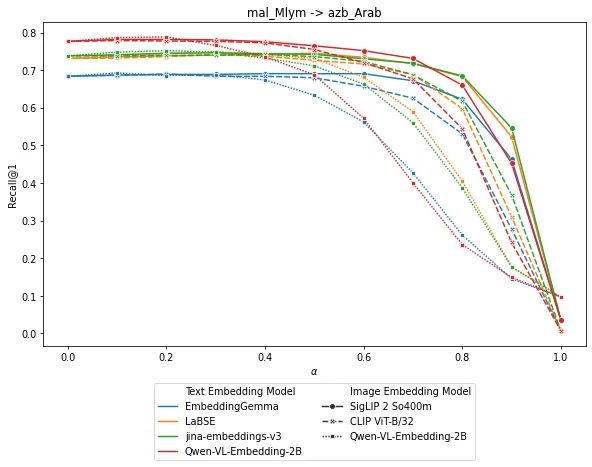 mal_Mlym -> azb_Arab
Recall@1
0.8
0.7
0.6
0.5
0.4
0.3
0.2
0.1
0.0
0.0 0.2 0.4 0.6 0.8 1.0
α
Text Embedding Model
EmbeddingGemma
LaBSE
jina-embeddings-v3
Qwen-VL-Embedding-2B
Image Embedding Model
SigLIP 2 So400m
CLIP ViT-B/32
Qwen-VL-Embedding-2B